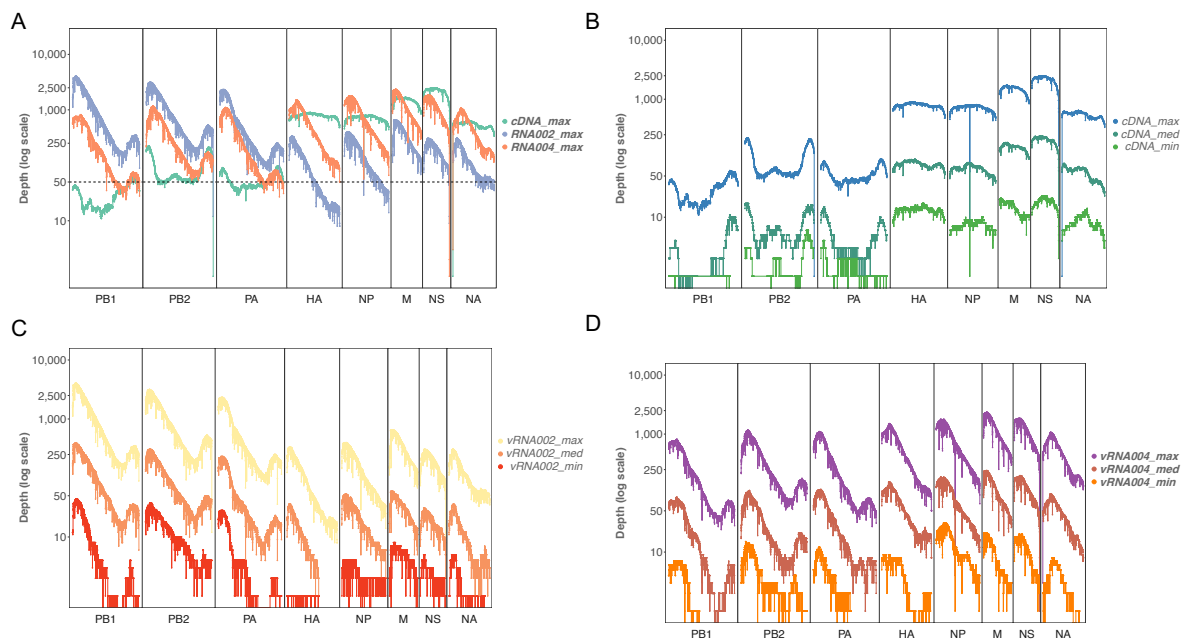 A
Depth (log scale)
10,000
2,500
1,000
250
50
10
PB1 PB2 PA HA NP M NS NA
cDNA_max
RNA002_max
RNA004_max
B
Depth (log scale)
10,000
2,500
1,000
250
50
10
PB1 PB2 PA HA NP M NS NA
cDNA_max
cDNA_med
cDNA_min
C
Depth (log scale)
10,000
2,500
1,000
250
50
10
PB1 PB2 PA HA NP M NS NA
vRNA002_max
vRNA002_med
vRNA002_min
D
Depth (log scale)
10,000
2,500
1,000
250
50
10
PB1 PB2 PA HA NP M NS NA
vRNA004_max
vRNA004_med
vRNA004_min